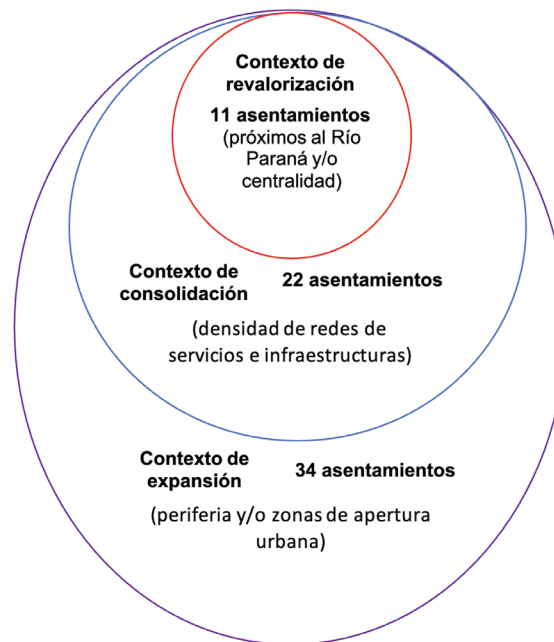 Contexto de
revalorización
11 asentamientos
(próximos al Río
Paraná y/o
centralidad)
Contexto de
consolidación
22 asentamientos
(densidad de redes de
servicios e infraestructuras)
Contexto de
expansión
34 asentamientos
(periferia y/o zonas de apertura
urbana)